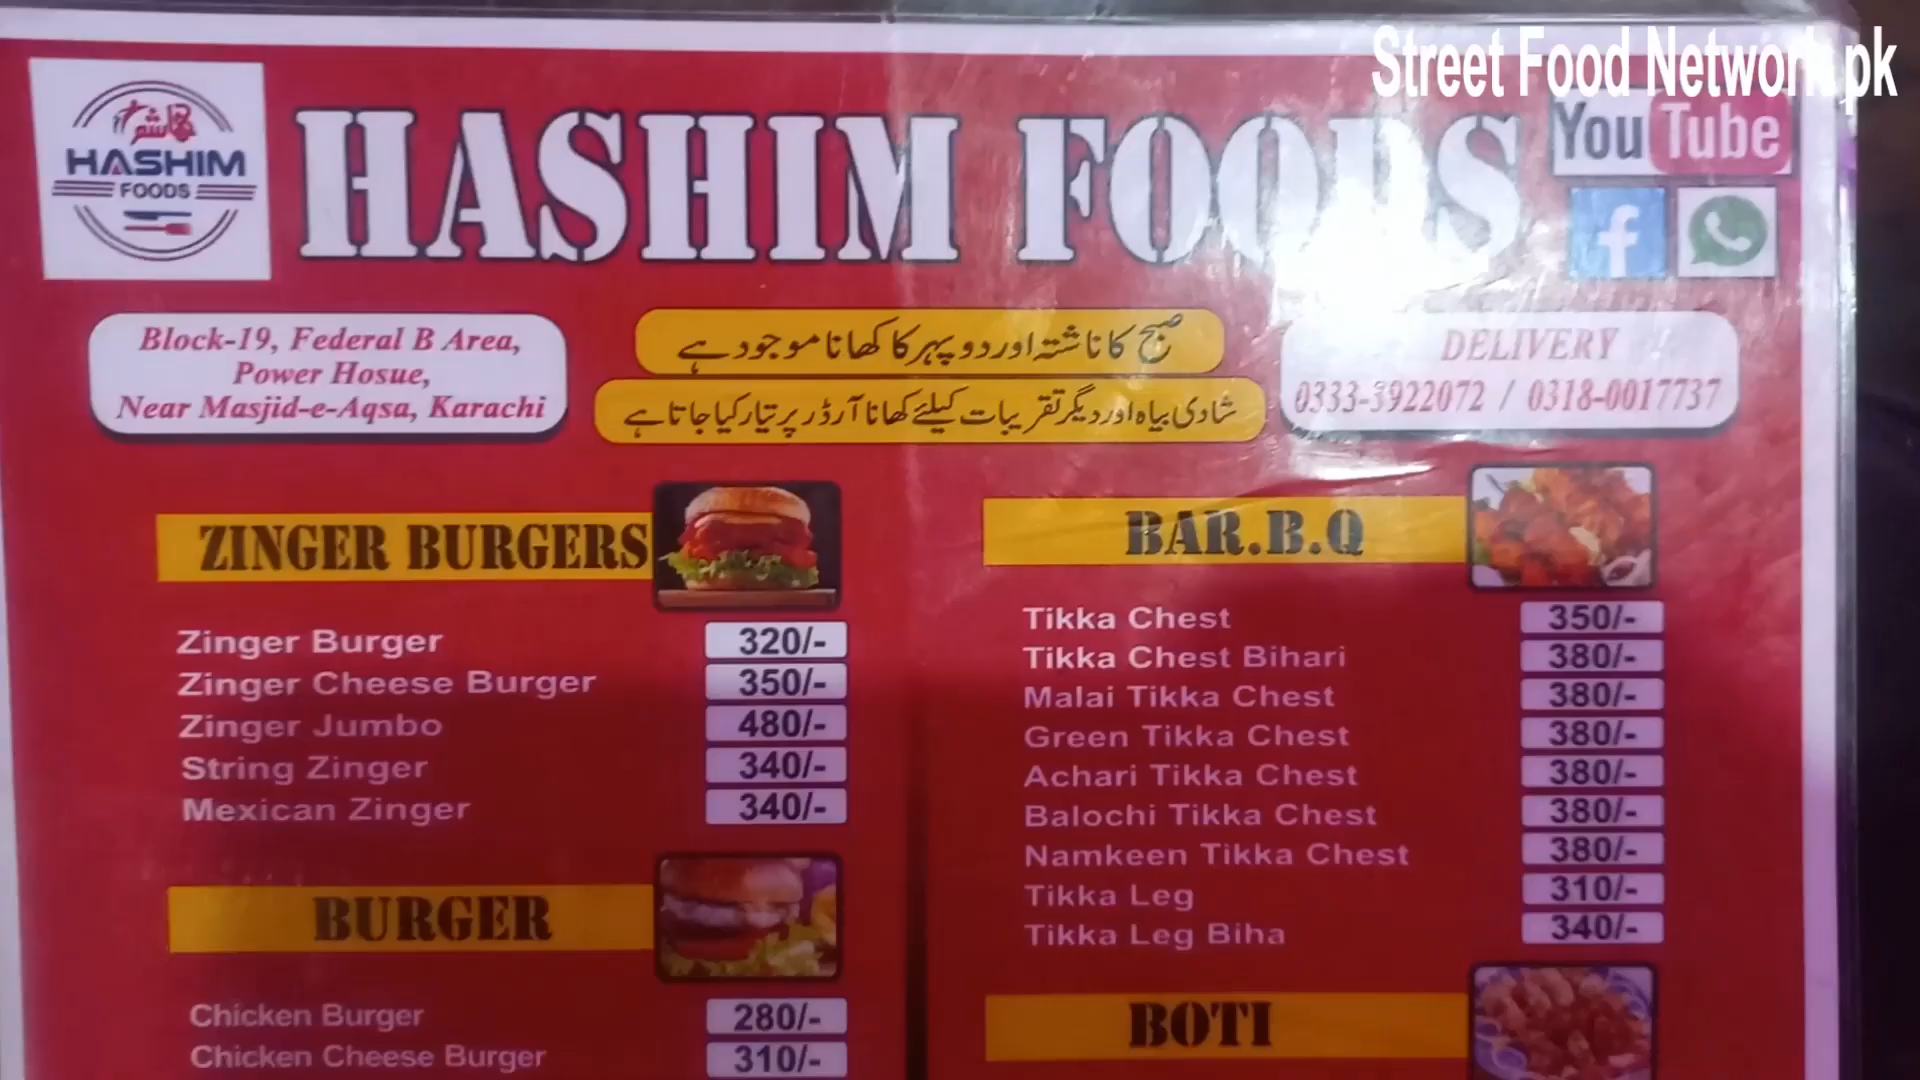 Street Food Network.pk
ہاشم
HASHIM
FOODS
HASHIM FOODS
You Tube
Block-19, Federal B Area,
Power Hosue,
Near Masjid-e-Aqsa, Karachi
صبح کا ناشتہ اور دوپہر کا کھانا موجود ہے
شادی بیاہ اور دیگر تقریبات کیلئے کھانا آرڈر پر تیار کیا جاتا ہے
DELIVERY
0333-3922072 / 0318-0017737
ZINGER BURGERS
Zinger Burger 320/-
Zinger Cheese Burger 350/-
Zinger Jumbo 480/-
String Zinger 340/-
Mexican Zinger 340/-
BURGER
Chicken Burger 280/-
Chicken Cheese Burger 310/-
BAR.B.Q
Tikka Chest 350/-
Tikka Chest Bihari 380/-
Malai Tikka Chest 380/-
Green Tikka Chest 380/-
Achari Tikka Chest 380/-
Balochi Tikka Chest 380/-
Namkeen Tikka Chest 380/-
Tikka Leg 310/-
Tikka Leg Biha 340/-
BOTI